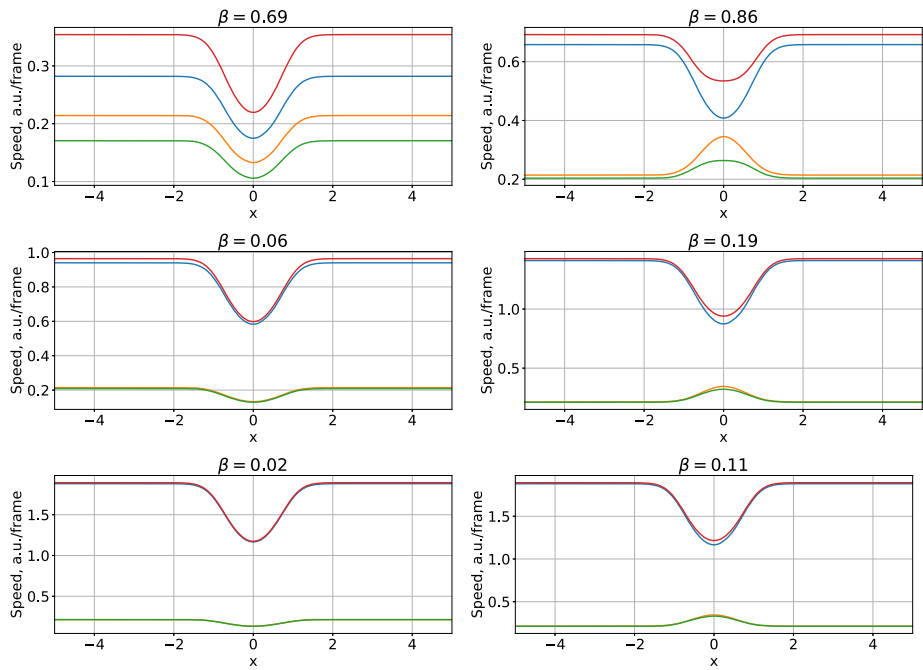 β = 0.69
β = 0.86
Speed, a.u./frame
0.3
0.2
0.1
−4 −2 0 2 4
x
Speed, a.u./frame
0.6
0.4
0.2
−4 −2 0 2 4
x
β = 0.06
β = 0.19
Speed, a.u./frame
1.0
0.8
0.6
0.4
0.2
−4 −2 0 2 4
x
Speed, a.u./frame
1.0
0.5
−4 −2 0 2 4
x
β = 0.02
β = 0.11
Speed, a.u./frame
1.5
1.0
0.5
−4 −2 0 2 4
x
Speed, a.u./frame
1.5
1.0
0.5
−4 −2 0 2 4
x